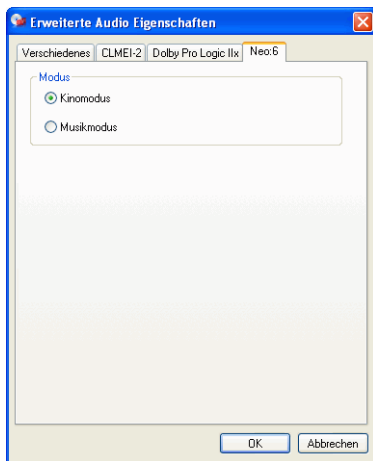 Erweiterte Audio Eigenschaften
Verschiedenes CLMEI-2 Dolby Pro Logic IIx Neo:6
Modus
Kinomodus
Musikmodus
OK Abbrechen